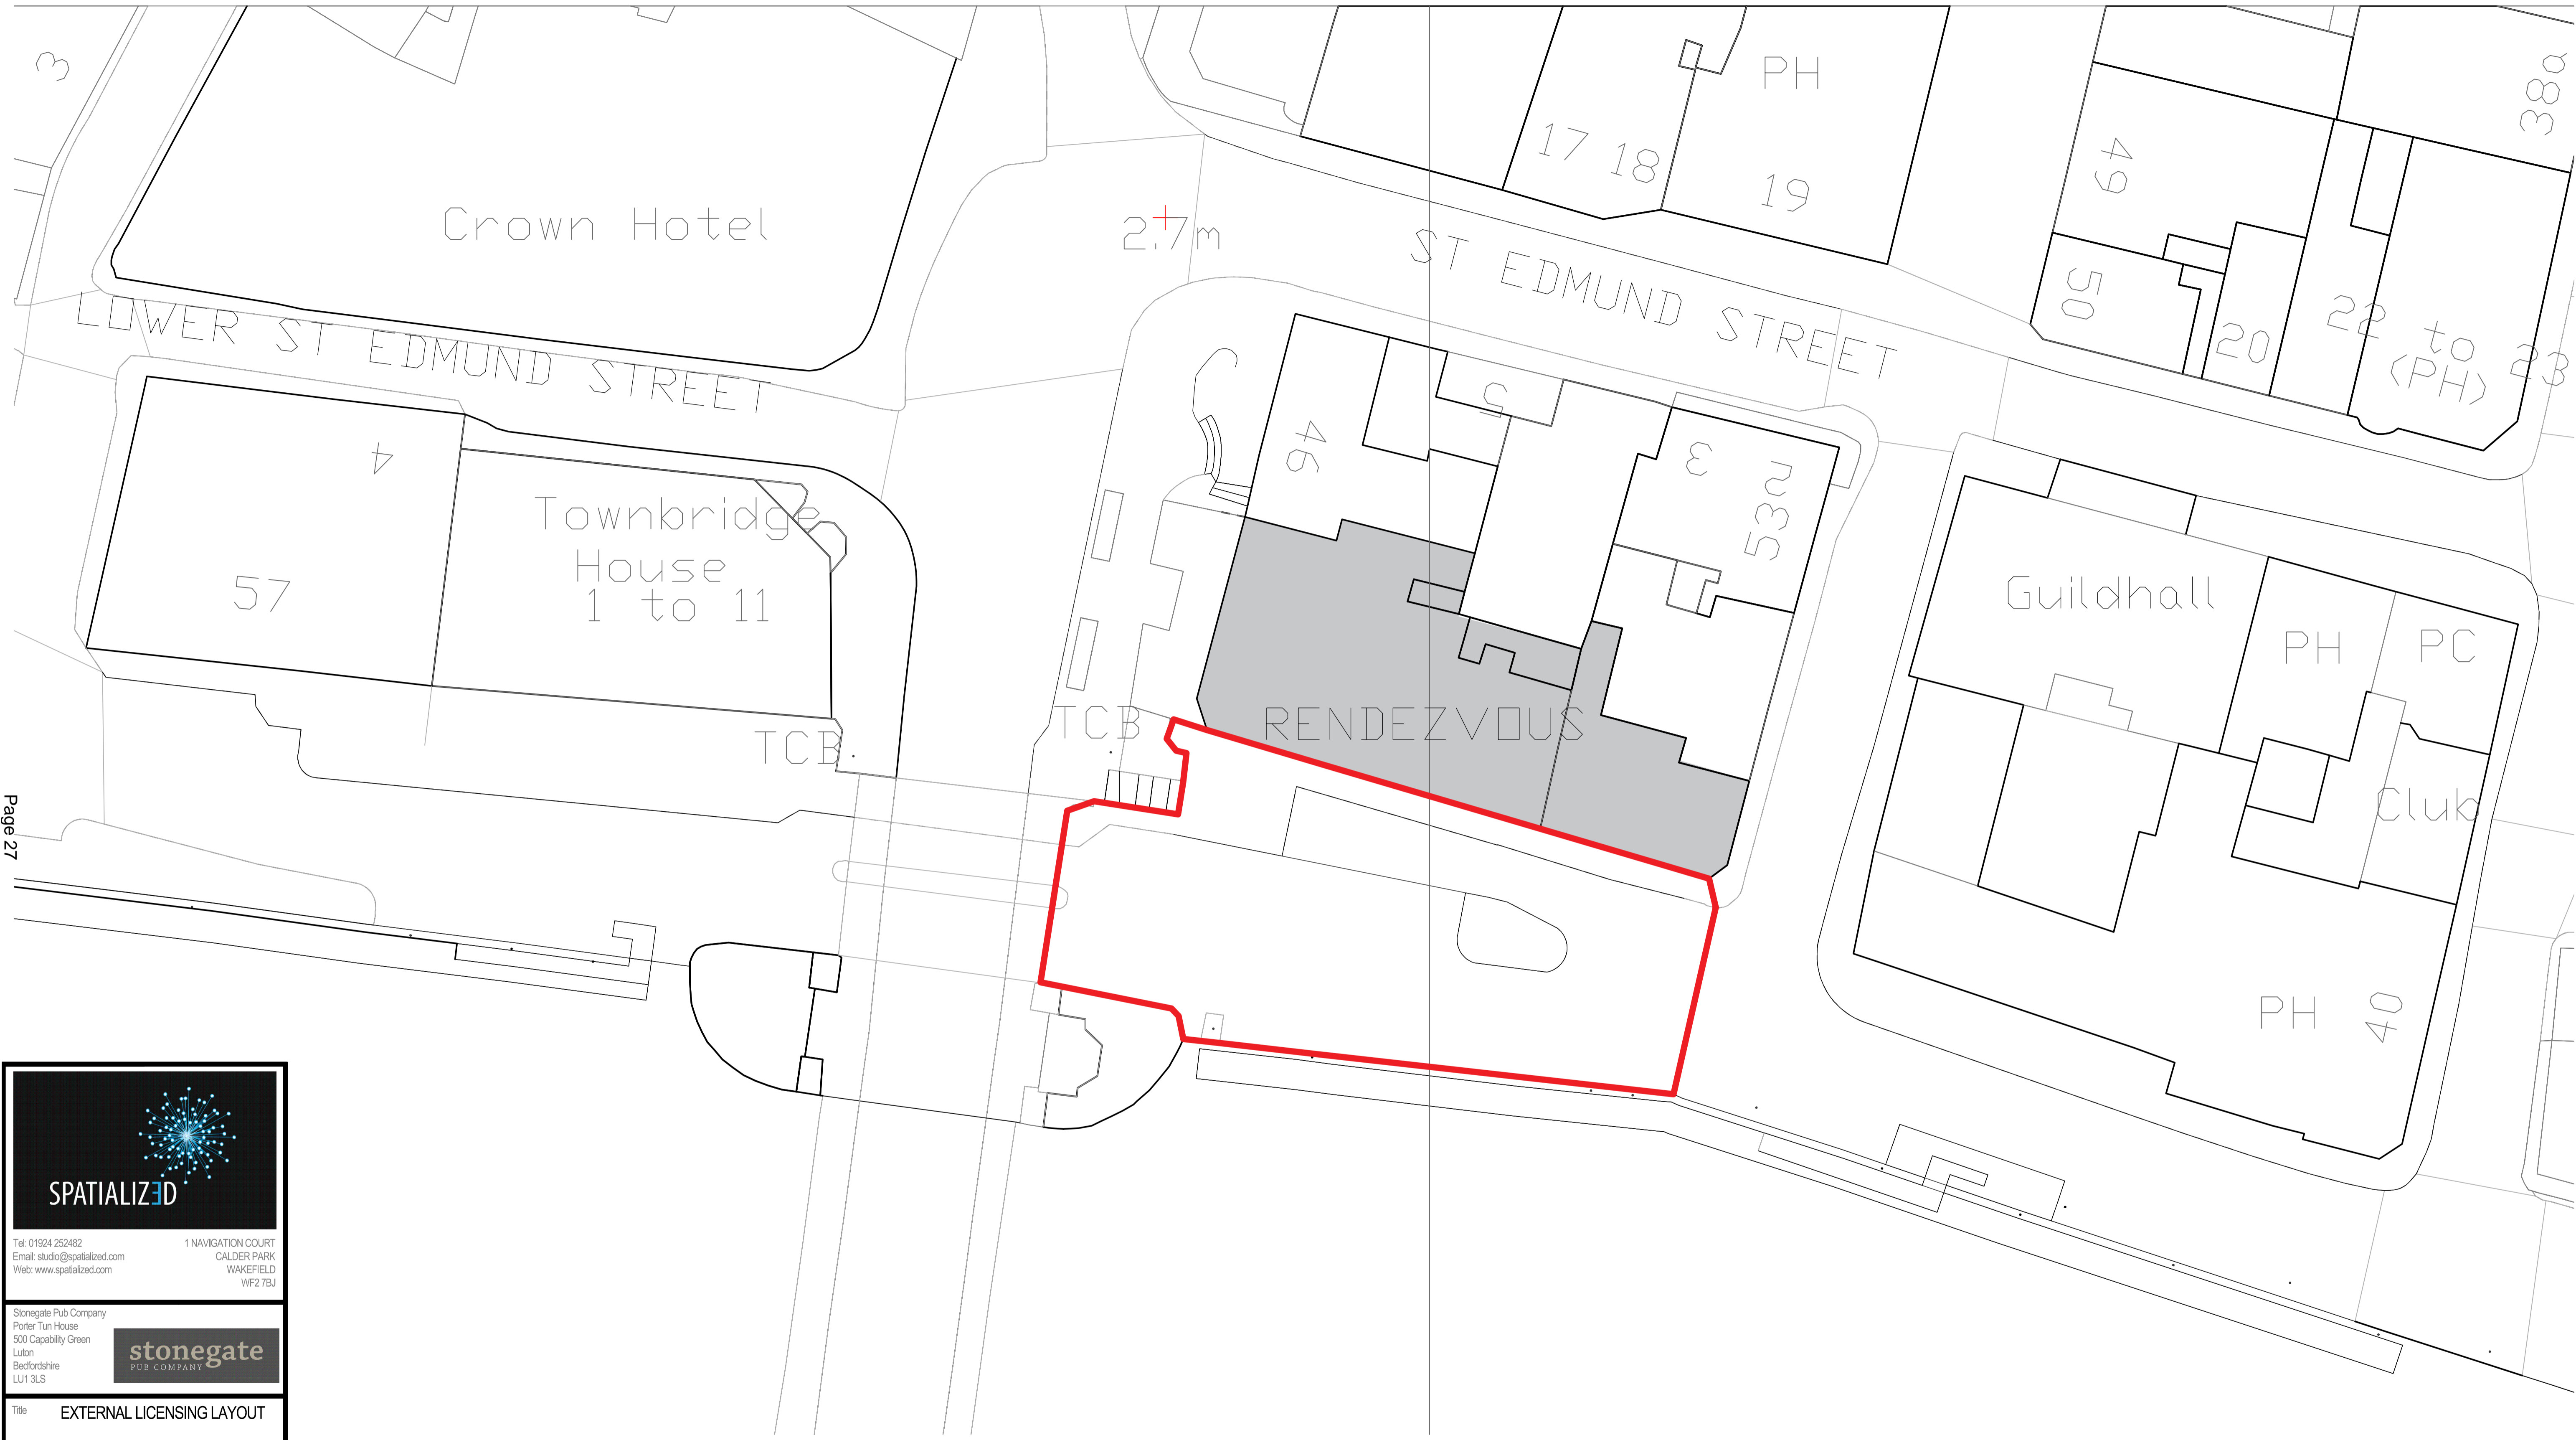 3
Crown Hotel
LOWER ST EDMUND STREET
2.7m
ST EDMUND STREET
PH
17 18
19
49
50
20
22 to 23
(PH)
38a
4
57
Townbridge
House
1 to 11
TCB
TCB
46
5
3
53a
RENDEZVOUS
Guildhall
PH
PC
Club
PH
40
Page 27
SPATIALIZED
Tel: 01924 252482
Email: studio@spatialized.com
Web: www.spatialized.com
1 NAVIGATION COURT
CALDER PARK
WAKEFIELD
WF2 7BJ
Stonegate Pub Company
Porter Tun House
500 Capability Green
Luton
Bedfordshire
LU1 3LS
stonegate
PUB COMPANY
Title EXTERNAL LICENSING LAYOUT